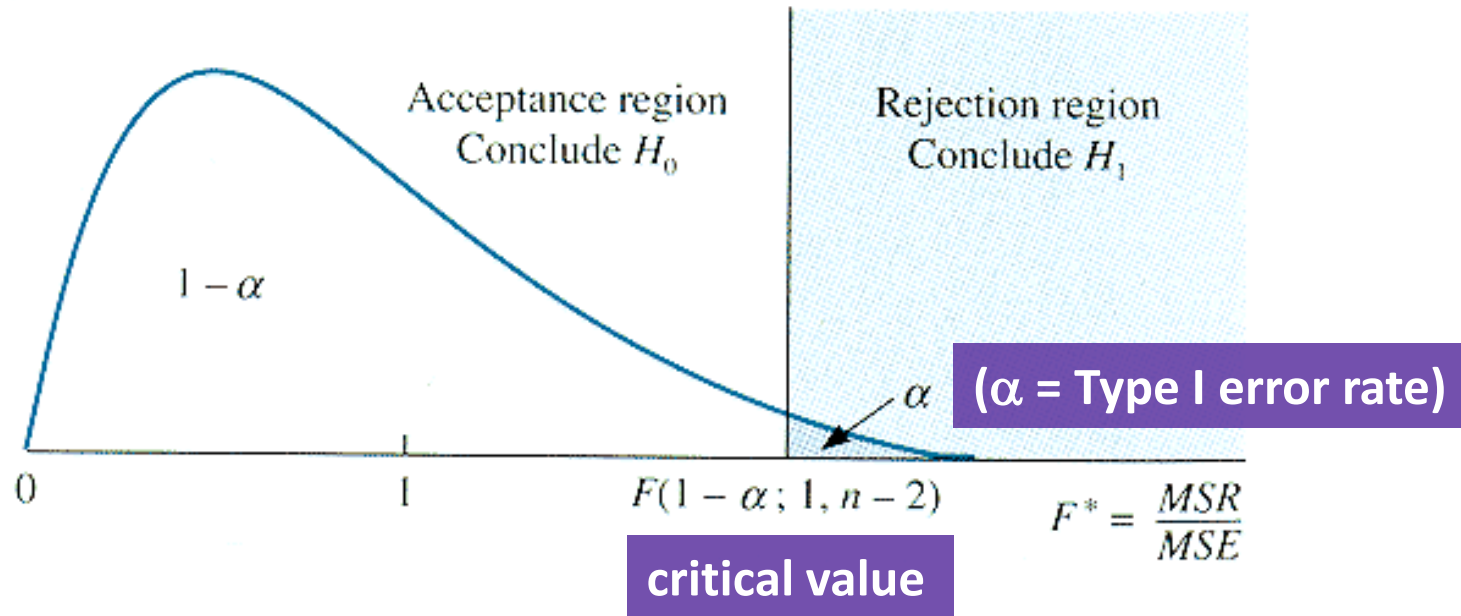 Acceptance region
Conclude H₀
Rejection region
Conclude H₁
1 − α
α
(α = Type I error rate)
0
1
F(1 − α; 1, n − 2)
F* = MSR
MSE
critical value